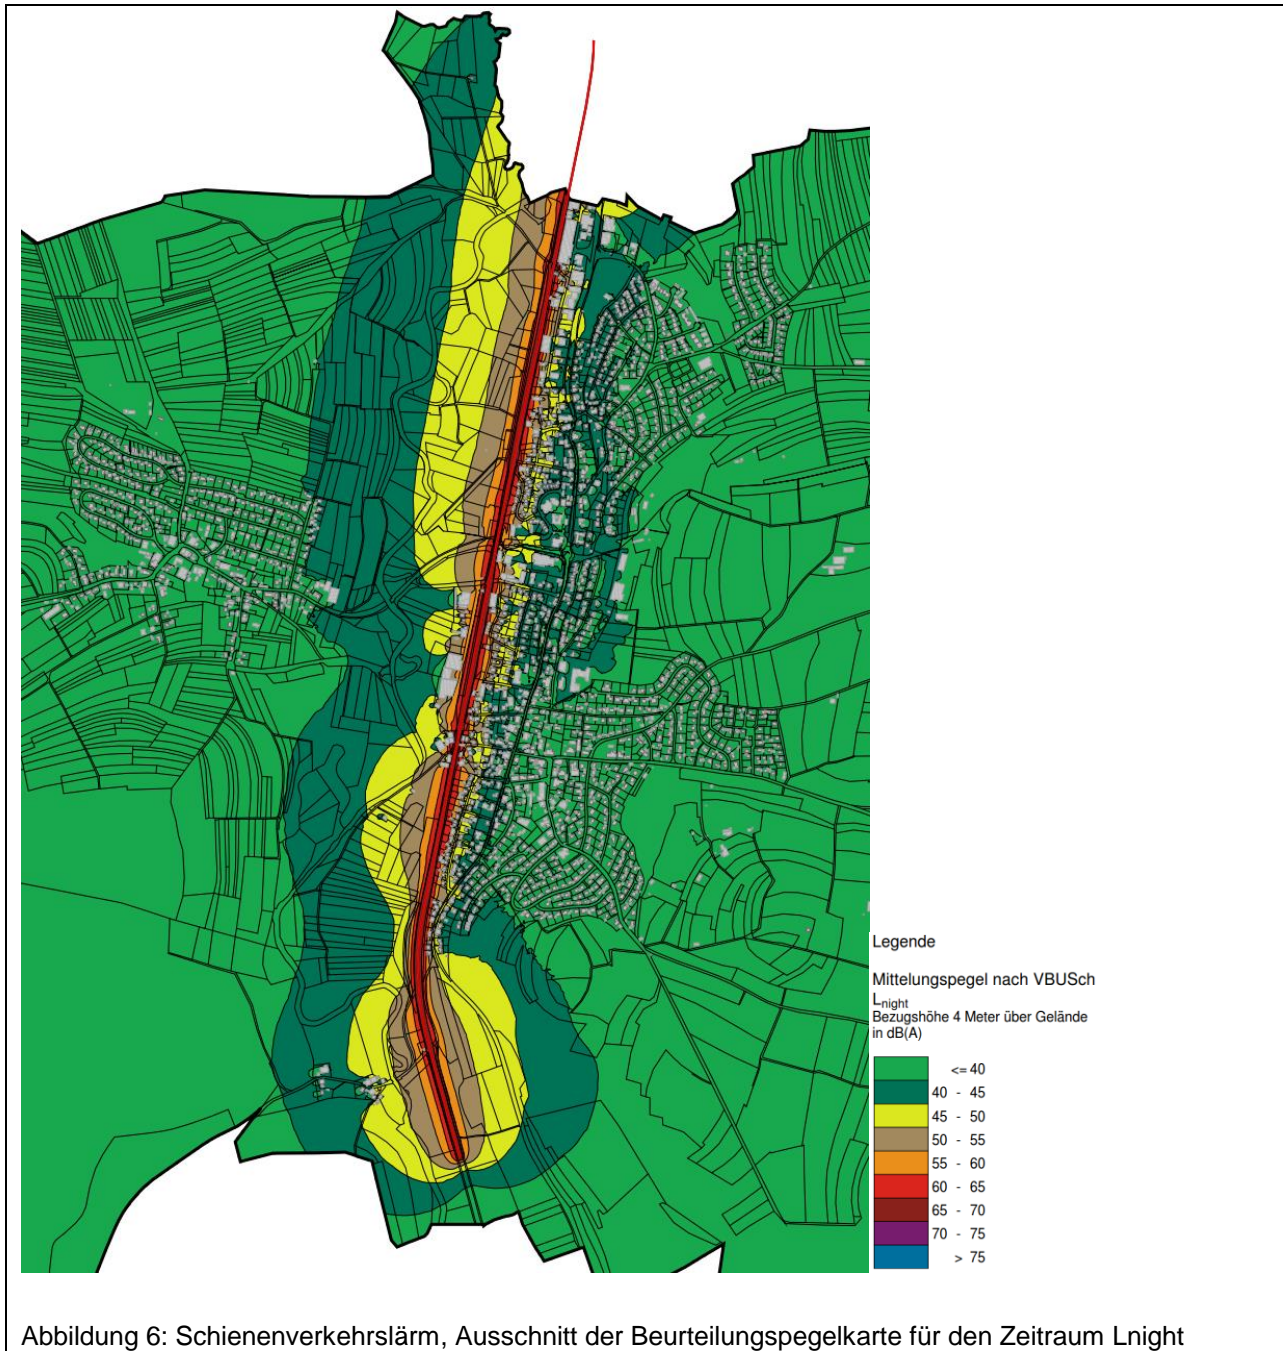 Legende
Mittelungspegel nach VBUSch
Lnight
Bezugshöhe 4 Meter über Gelände
in dB(A)
<= 40
40 - 45
45 - 50
50 - 55
55 - 60
60 - 65
65 - 70
70 - 75
> 75
Abbildung 6: Schienenverkehrslärm, Ausschnitt der Beurteilungspegelkarte für den Zeitraum Lnight